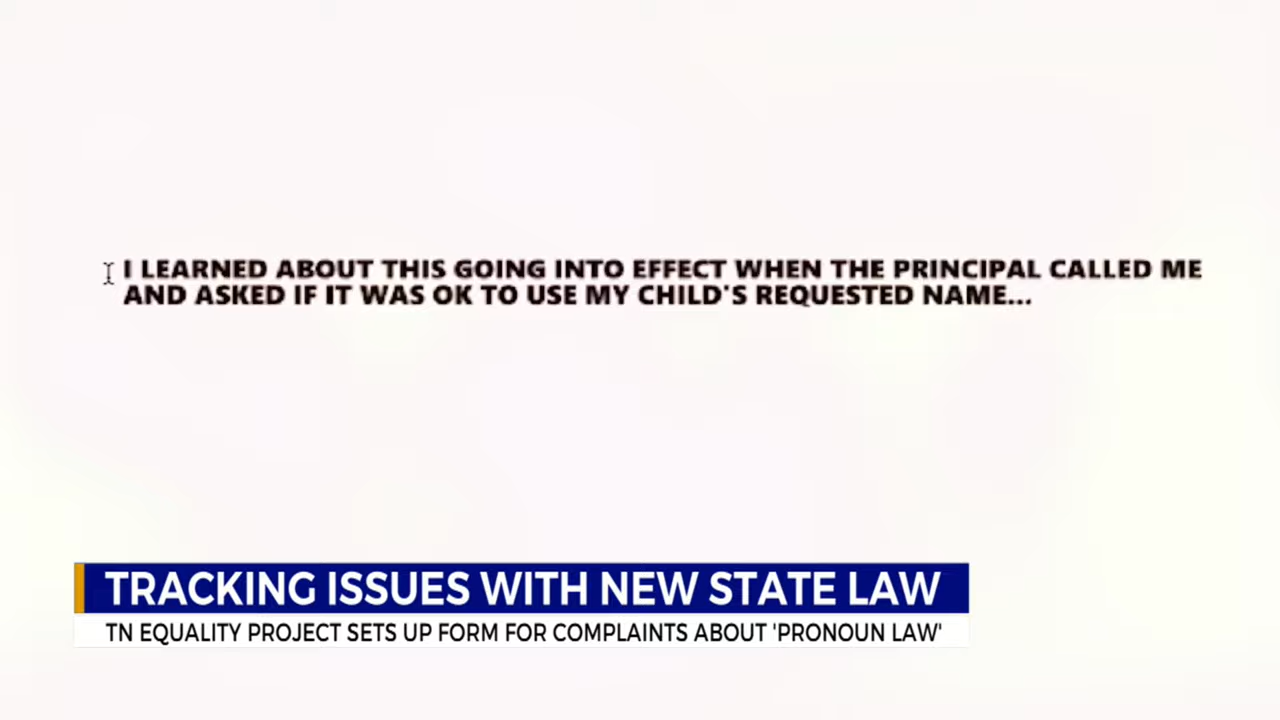 I LEARNED ABOUT THIS GOING INTO EFFECT WHEN THE PRINCIPAL CALLED ME
AND ASKED IF IT WAS OK TO USE MY CHILD'S REQUESTED NAME...
TRACKING ISSUES WITH NEW STATE LAW
TN EQUALITY PROJECT SETS UP FORM FOR COMPLAINTS ABOUT 'PRONOUN LAW'